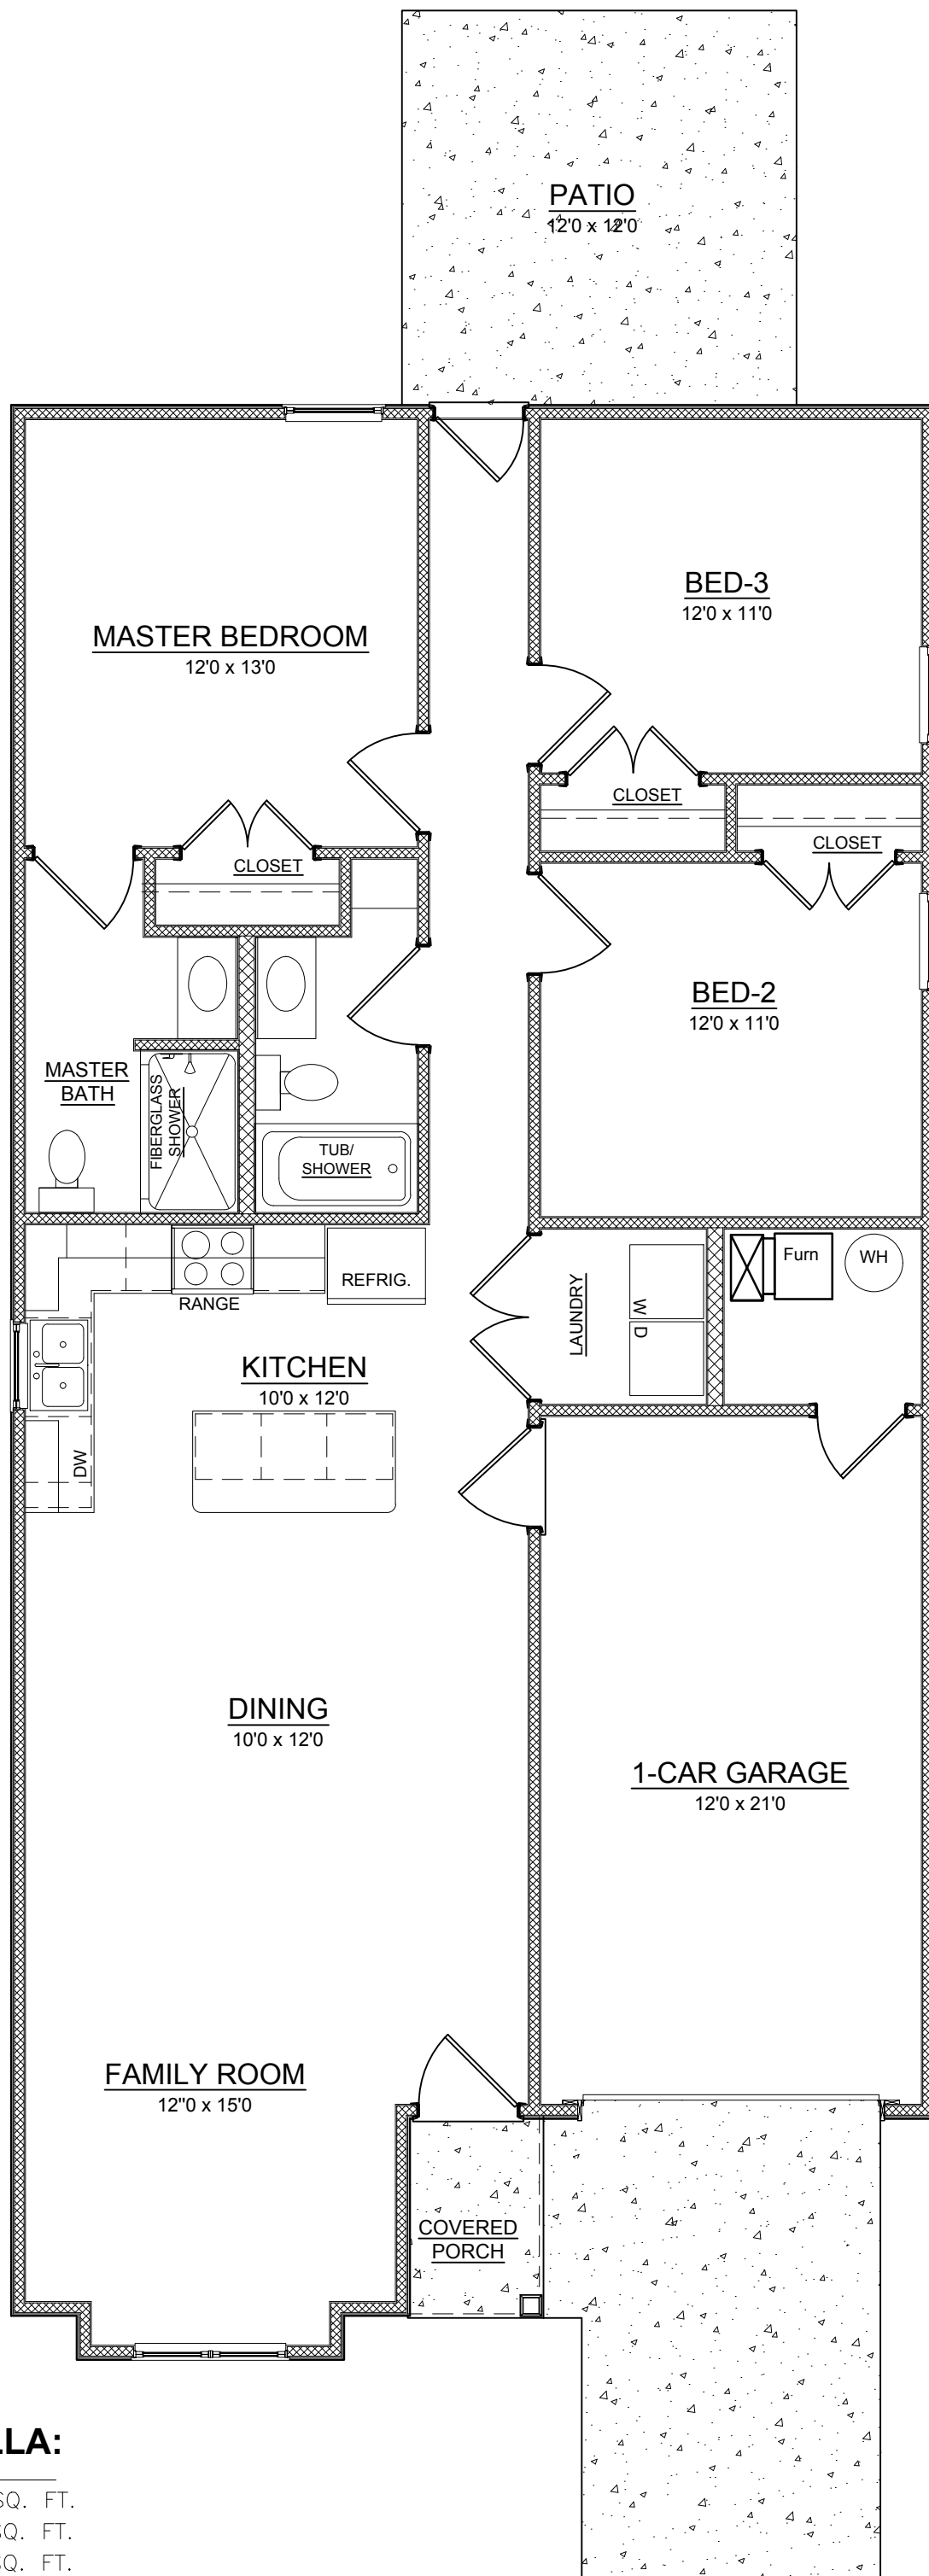 PATIO
12'0 x 12'0
BED-3
12'0 x 11'0
MASTER BEDROOM
12'0 x 13'0
CLOSET
CLOSET
CLOSET
BED-2
12'0 x 11'0
MASTER
BATH
FIBERGLASS
SHOWER
TUB/
SHOWER
Furn
WH
REFRIG.
RANGE
LAUNDRY
W D
KITCHEN
10'0 x 12'0
DW
DINING
10'0 x 12'0
1-CAR GARAGE
12'0 x 21'0
FAMILY ROOM
12"0 x 15'0
COVERED
PORCH
LLA:
SQ. FT.
SQ. FT.
SQ. FT.